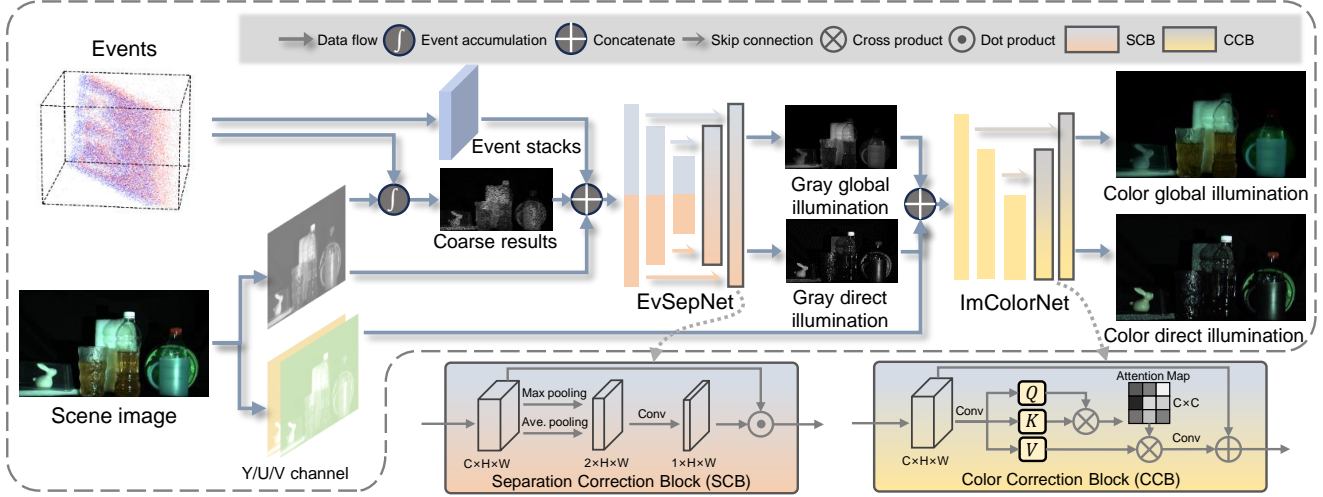 Events
Data flow
∫
Event accumulation
Concatenate
Skip connection
Cross product
Dot product
SCB
CCB
Event stacks
∫
Coarse results
Gray global
illumination
Color global illumination
EvSepNet
Gray direct
illumination
ImColorNet
Color direct illumination
Scene image
Y/U/V channel
Max pooling
Ave. pooling
Conv
C×H×W
2×H×W
1×H×W
Separation Correction Block (SCB)
Conv
Q
K
V
Attention Map
C×C
Conv
C×H×W
Color Correction Block (CCB)